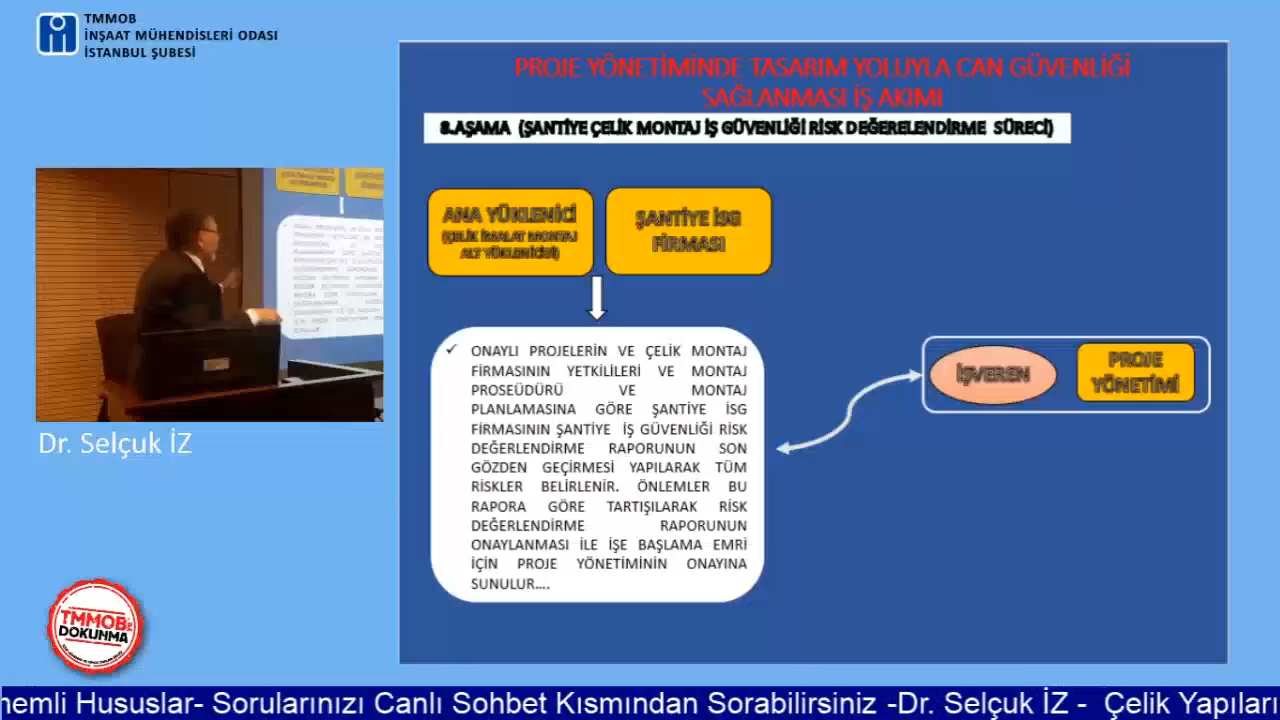 TMMOB
İNŞAAT MÜHENDİSLERİ ODASI
İSTANBUL ŞUBESİ
PROJE YÖNETİMİNDE TASARIM YOLUYLA CAN GÜVENLİĞİ
SAĞLANMASI İŞ AKIMI
8.AŞAMA (ŞANTİYE ÇELİK MONTAJ İŞ GÜVENLİĞİ RİSK DEĞERELENDİRME SÜRECİ)
ANA YÜKLENİCİ
(ÇELİK İMALAT MONTAJ
ALT YÜKLENİCİSİ)
ŞANTİYE İSG
FİRMASI
✓ ONAYLI PROJELERİN VE ÇELİK MONTAJ
FİRMASININ YETKİLİLERİ VE MONTAJ
PROSEÜDÜRÜ VE MONTAJ
PLANLAMASINA GÖRE ŞANTİYE İSG
FİRMASININ ŞANTİYE İŞ GÜVENLİĞİ RİSK
DEĞERLENDİRME RAPORUNUN SON
GÖZDEN GEÇİRMESİ YAPILARAK TÜM
RİSKLER BELİRLENİR. ÖNLEMLER BU
RAPORA GÖRE TARTIŞILARAK RİSK
DEĞERLENDİRME RAPORUNUN
ONAYLANMASI İLE İŞE BAŞLAMA EMRİ
İÇİN PROJE YÖNETİMİNİN ONAYINA
SUNULUR....
İŞVEREN
PROJE
YÖNETİMİ
Dr. Selçuk İZ
TMMOB
DOKUNMA
nemli Hususlar- Sorularınızı Canlı Sohbet Kısmından Sorabilirsiniz -Dr. Selçuk İZ - Çelik Yapıları